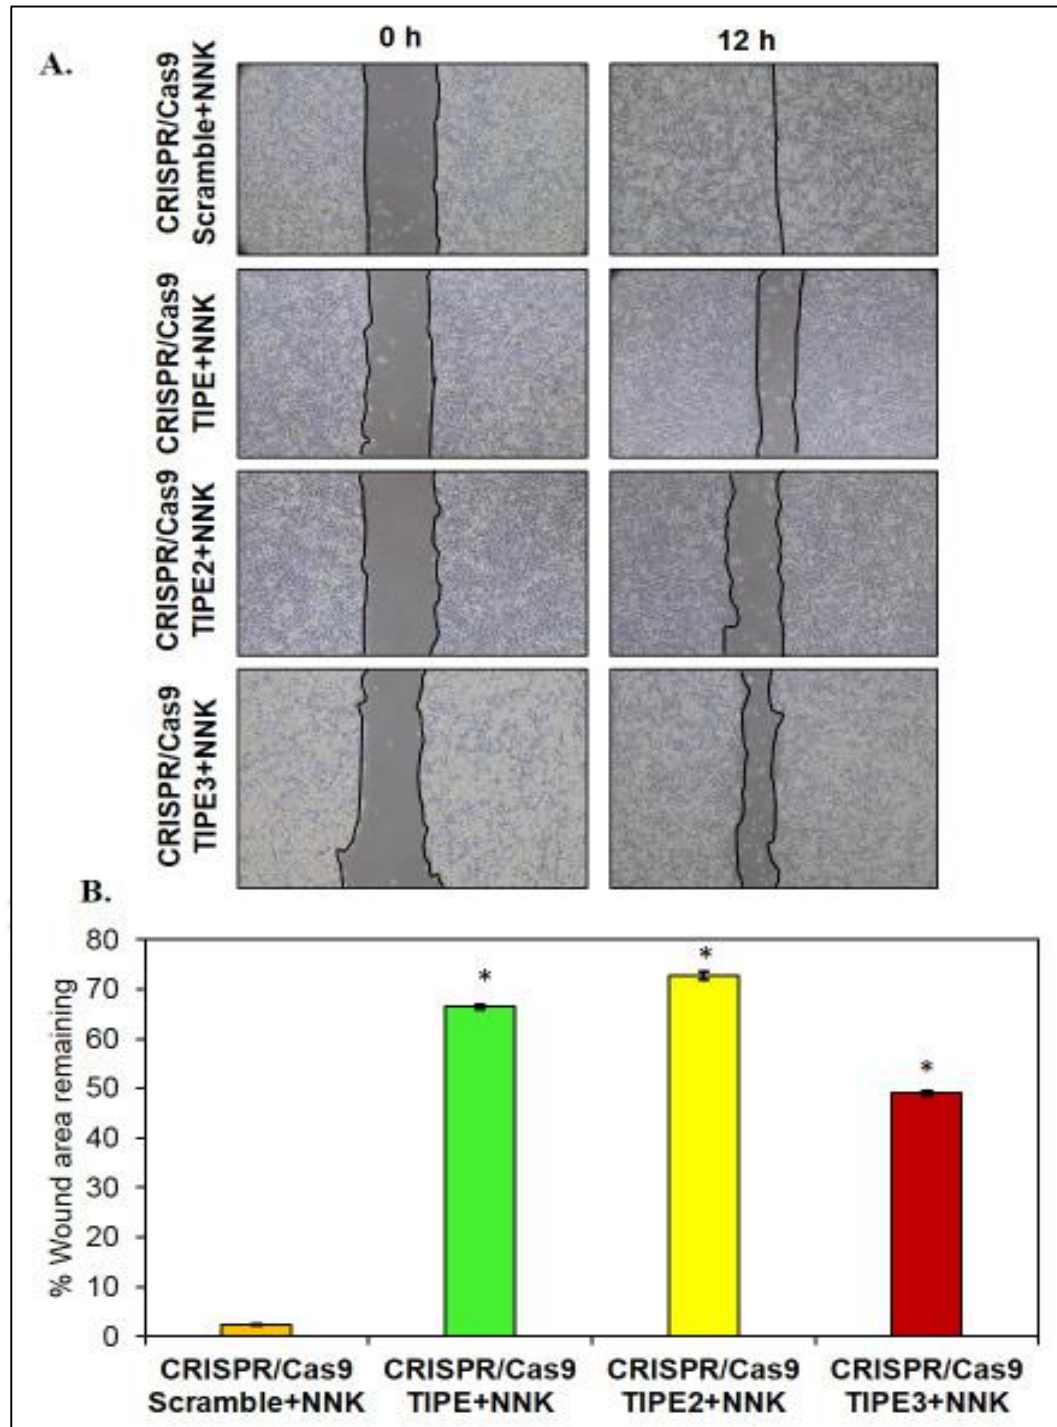 A.
0 h
12 h
CRISPR/Cas9
Scramble+NNK
CRISPR/Cas9
TIPE+NNK
CRISPR/Cas9
TIPE2+NNK
CRISPR/Cas9
TIPE3+NNK
B.
% Wound area remaining
80
70
60
50
40
30
20
10
0
*
*
*
CRISPR/Cas9
Scramble+NNK
CRISPR/Cas9
TIPE+NNK
CRISPR/Cas9
TIPE2+NNK
CRISPR/Cas9
TIPE3+NNK